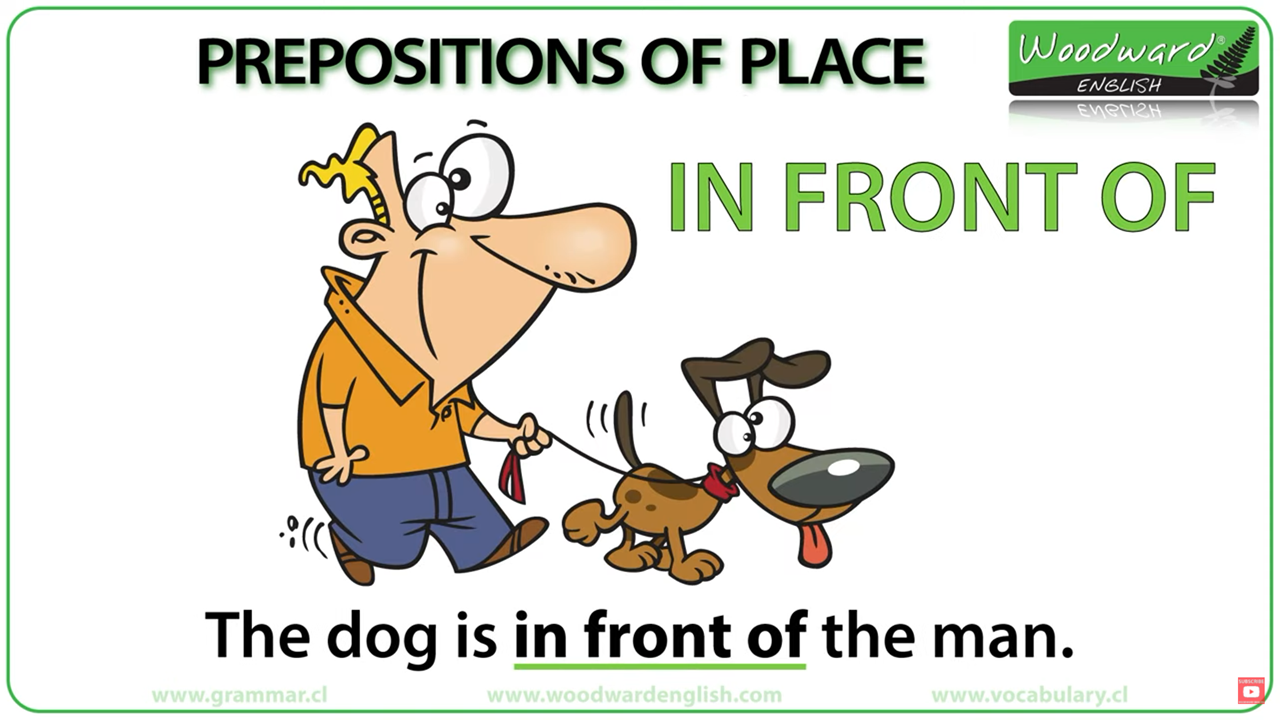 PREPOSITIONS OF PLACE
Woodward®
ENGLISH
IN FRONT OF
The dog is in front of the man.
www.grammar.cl
www.woodwardenglish.com
www.vocabulary.cl
SUBSCRIBE